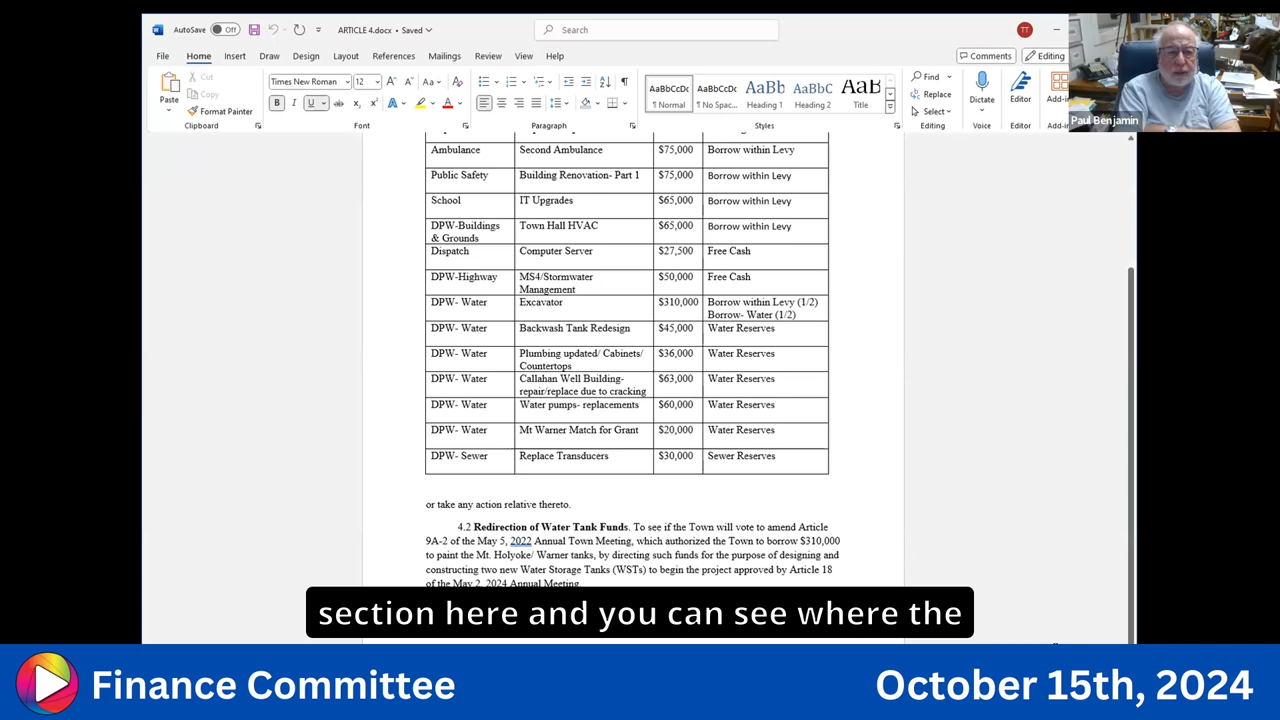 AutoSave Off ARTICLE 4.docx • Saved Search TT
File Home Insert Draw Design Layout References Mailings Review View Help Comments Editing
Paste Cut Copy Format Painter
Times New Roman 12
AaBbCcDc AaBbCcDc AaBb AaBbC AaB
¶ Normal ¶ No Spac... Heading 1 Heading 2 Title
Find Replace Select Dictate Editor Add-in
Clipboard Font Paragraph Styles Editing Voice Editor Add-in
Paul Benjamin
Ambulance Second Ambulance $75,000 Borrow within Levy
Public Safety Building Renovation- Part 1 $75,000 Borrow within Levy
School IT Upgrades $65,000 Borrow within Levy
DPW-Buildings Town Hall HVAC $65,000 Borrow within Levy
& Grounds
Dispatch Computer Server $27,500 Free Cash
DPW-Highway MS4/Stormwater $50,000 Free Cash
Management
DPW- Water Excavator $310,000 Borrow within Levy (1/2)
Borrow- Water (1/2)
DPW- Water Backwash Tank Redesign $45,000 Water Reserves
DPW- Water Plumbing updated/ Cabinets/ $36,000 Water Reserves
Countertops
DPW- Water Callahan Well Building- $63,000 Water Reserves
repair/replace due to cracking
DPW- Water Water pumps- replacements $60,000 Water Reserves
DPW- Water Mt Warner Match for Grant $20,000 Water Reserves
DPW- Sewer Replace Transducers $30,000 Sewer Reserves
or take any action relative thereto.
4.2 Redirection of Water Tank Funds. To see if the Town will vote to amend Article
9A-2 of the May 5, 2022 Annual Town Meeting, which authorized the Town to borrow $310,000
to paint the Mt. Holyoke/ Warner tanks, by directing such funds for the purpose of designing and
constructing two new Water Storage Tanks (WSTs) to begin the project approved by Article 18
of the May 2, 2024 Annual Meeting.
section here and you can see where the
Finance Committee October 15th, 2024